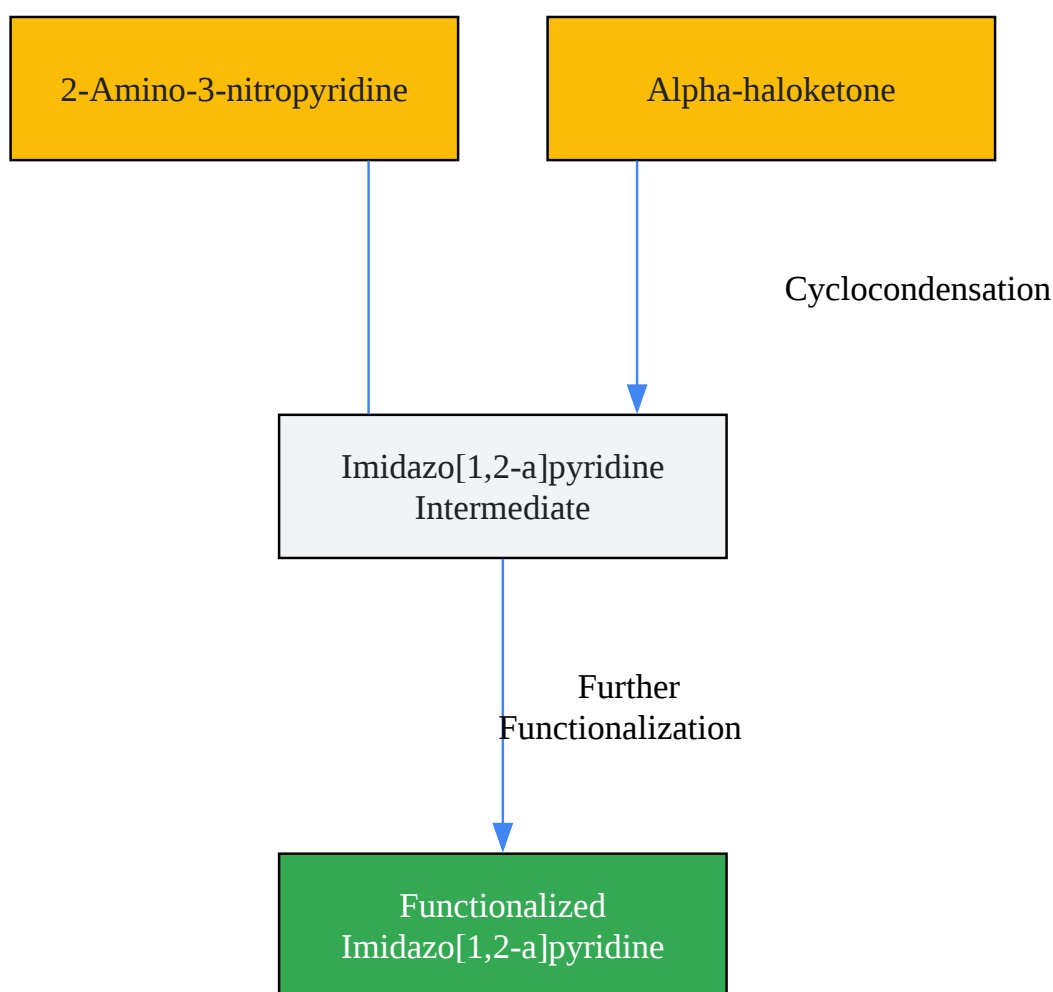 2-Amino-3-nitropyridine
Alpha-haloketone
Cyclocondensation
Imidazo[1,2-a]pyridine
Intermediate
Further
Functionalization
Functionalized
Imidazo[1,2-a]pyridine